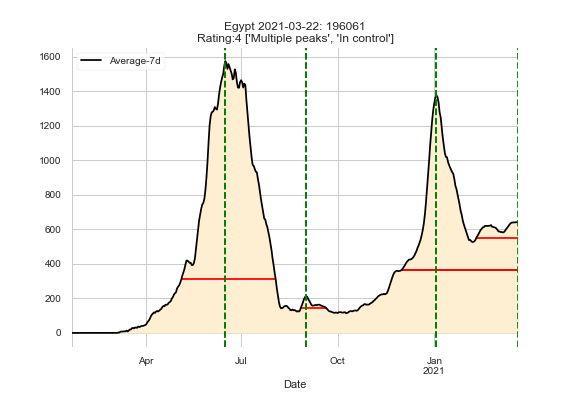 Egypt 2021-03-22: 196061
Rating:4 ['Multiple peaks', 'In control']
Average-7d
1600
1400
1200
1000
800
600
400
200
0
Apr
Jul
Oct
Jan
2021
Date